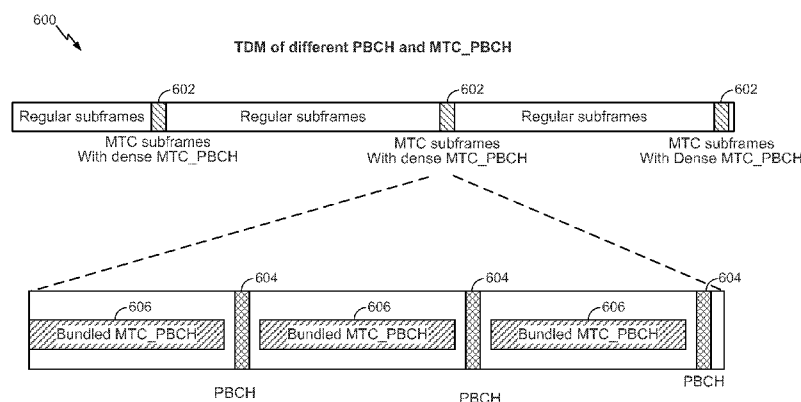 600
TDM of different PBCH and MTC_PBCH
602 602 602
Regular subframes Regular subframes Regular subframes
MTC subframes MTC subframes MTC subframes
With dense MTC_PBCH With dense MTC_PBCH With Dense MTC_PBCH
604 604 604
606 606 606
Bundled MTC_PBCH Bundled MTC_PBCH Bundled MTC_PBCH
PBCH PBCH PBCH